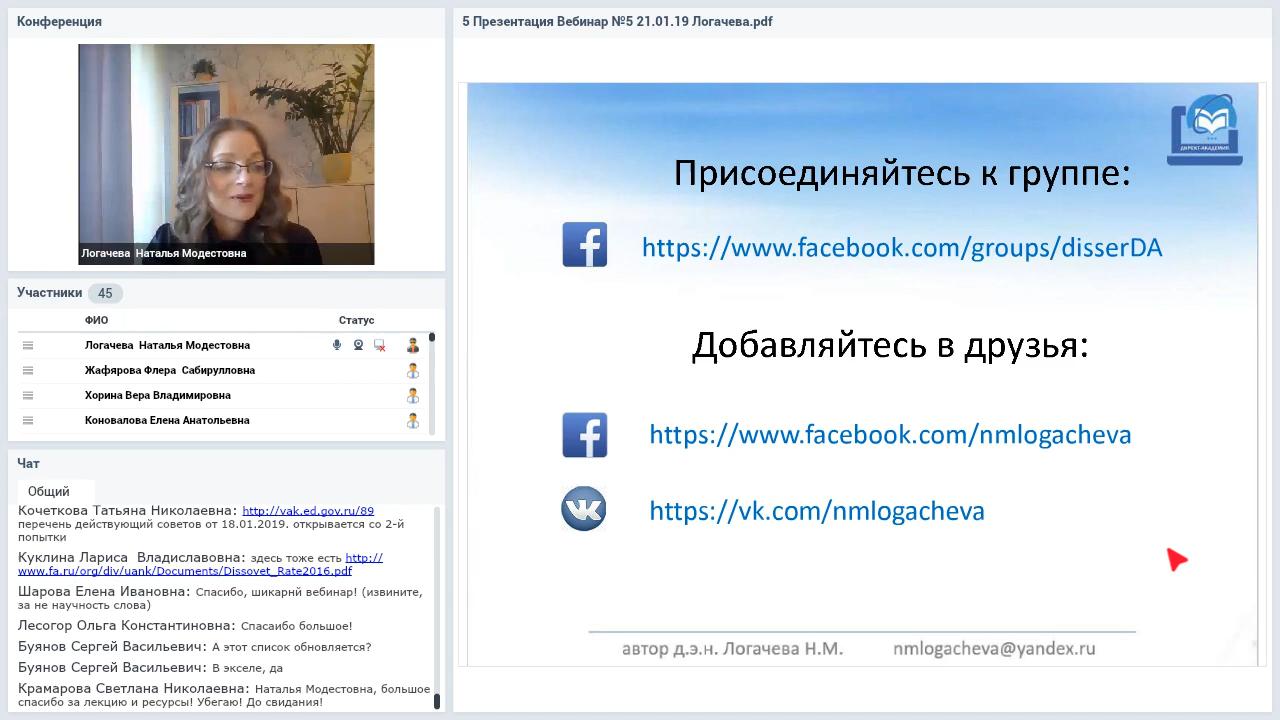 Конференция
Логачева  Наталья Модестовна
Участники 45
ФИО Статус
Логачева  Наталья Модестовна
Жафярова Флера  Сабирулловна
Хорина Вера Владимировна
Коновалова Елена Анатольевна
Чат
Общий
Кочеткова Татьяна Николаевна: http://vak.ed.gov.ru/89
перечень действующий советов от 18.01.2019. открывается со 2-й
попытки
Куклина Лариса  Владиславовна: здесь тоже есть http://
www.fa.ru/org/div/uank/Documents/Dissovet_Rate2016.pdf
Шарова Елена Ивановна: Спасибо, шикарнй вебинар! (извините,
за не научность слова)
Лесогор Ольга Константиновна: Спасаибо большое!
Буянов Сергей Васильевич: А этот список обновляется?
Буянов Сергей Васильевич: В экселе, да
Крамарова Светлана Николаевна: Наталья Модестовна, большое
спасибо за лекцию и ресурсы! Убегаю! До свидания!
5 Презентация Вебинар №5 21.01.19 Логачева.pdf
ДИРЕКТ-АКАДЕМИЯ
Присоединяйтесь к группе:
https://www.facebook.com/groups/disserDA
Добавляйтесь в друзья:
https://www.facebook.com/nmlogacheva
https://vk.com/nmlogacheva
автор д.э.н. Логачева Н.М. nmlogacheva@yandex.ru